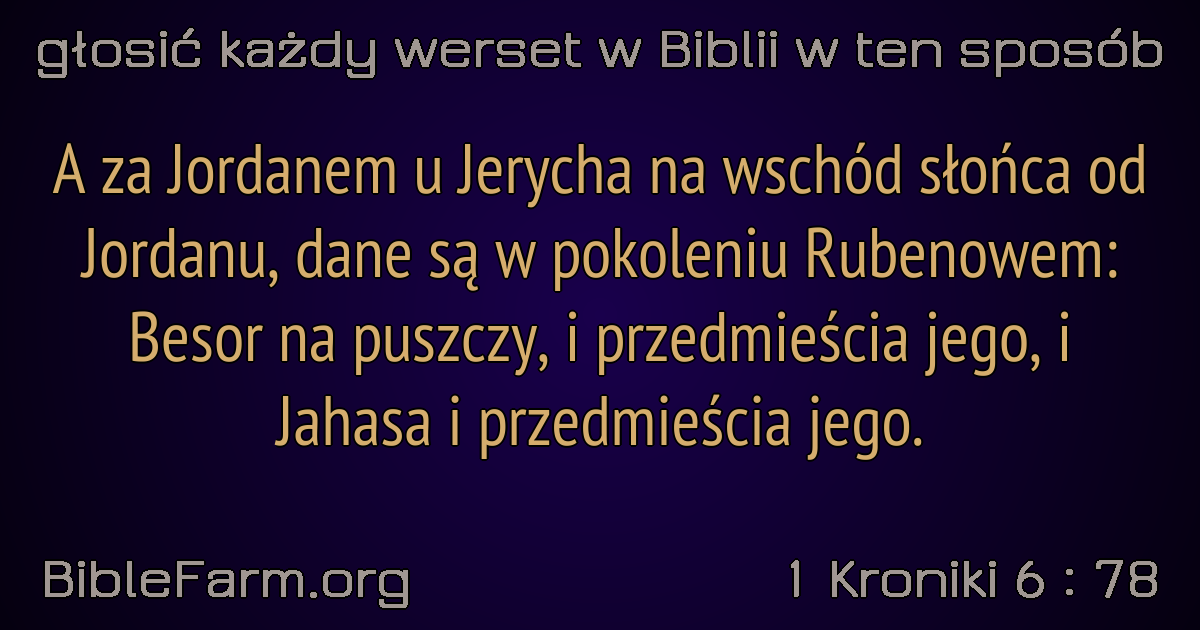 głosić każdy werset w Biblii w ten sposób
A za Jordanem u Jerycha na wschód słońca od
Jordanu, dane są w pokoleniu Rubenowem:
Besor na puszczy, i przedmieścia jego, i
Jahasa i przedmieścia jego.
BibleFarm.org
1 Kroniki 6 : 78